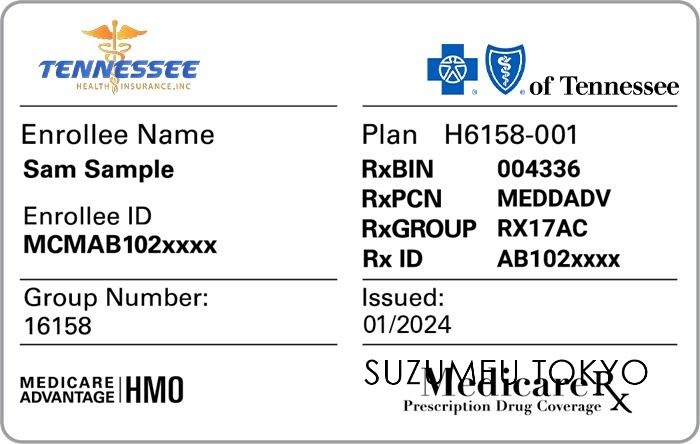 TENNESSEE
HEALTH INSURANCE,INC
of Tennessee
Enrollee Name
Sam Sample
Enrollee ID
MCMAB102xxxx
Plan H6158-001
RxBIN 004336
RxPCN MEDDADV
RxGROUP RX17AC
Rx ID AB102xxxx
Group Number:
16158
Issued:
01/2024
MEDICARE
ADVANTAGE
HMO
SUZUMEU TOKYO
MedicareRx
Prescription Drug Coverage